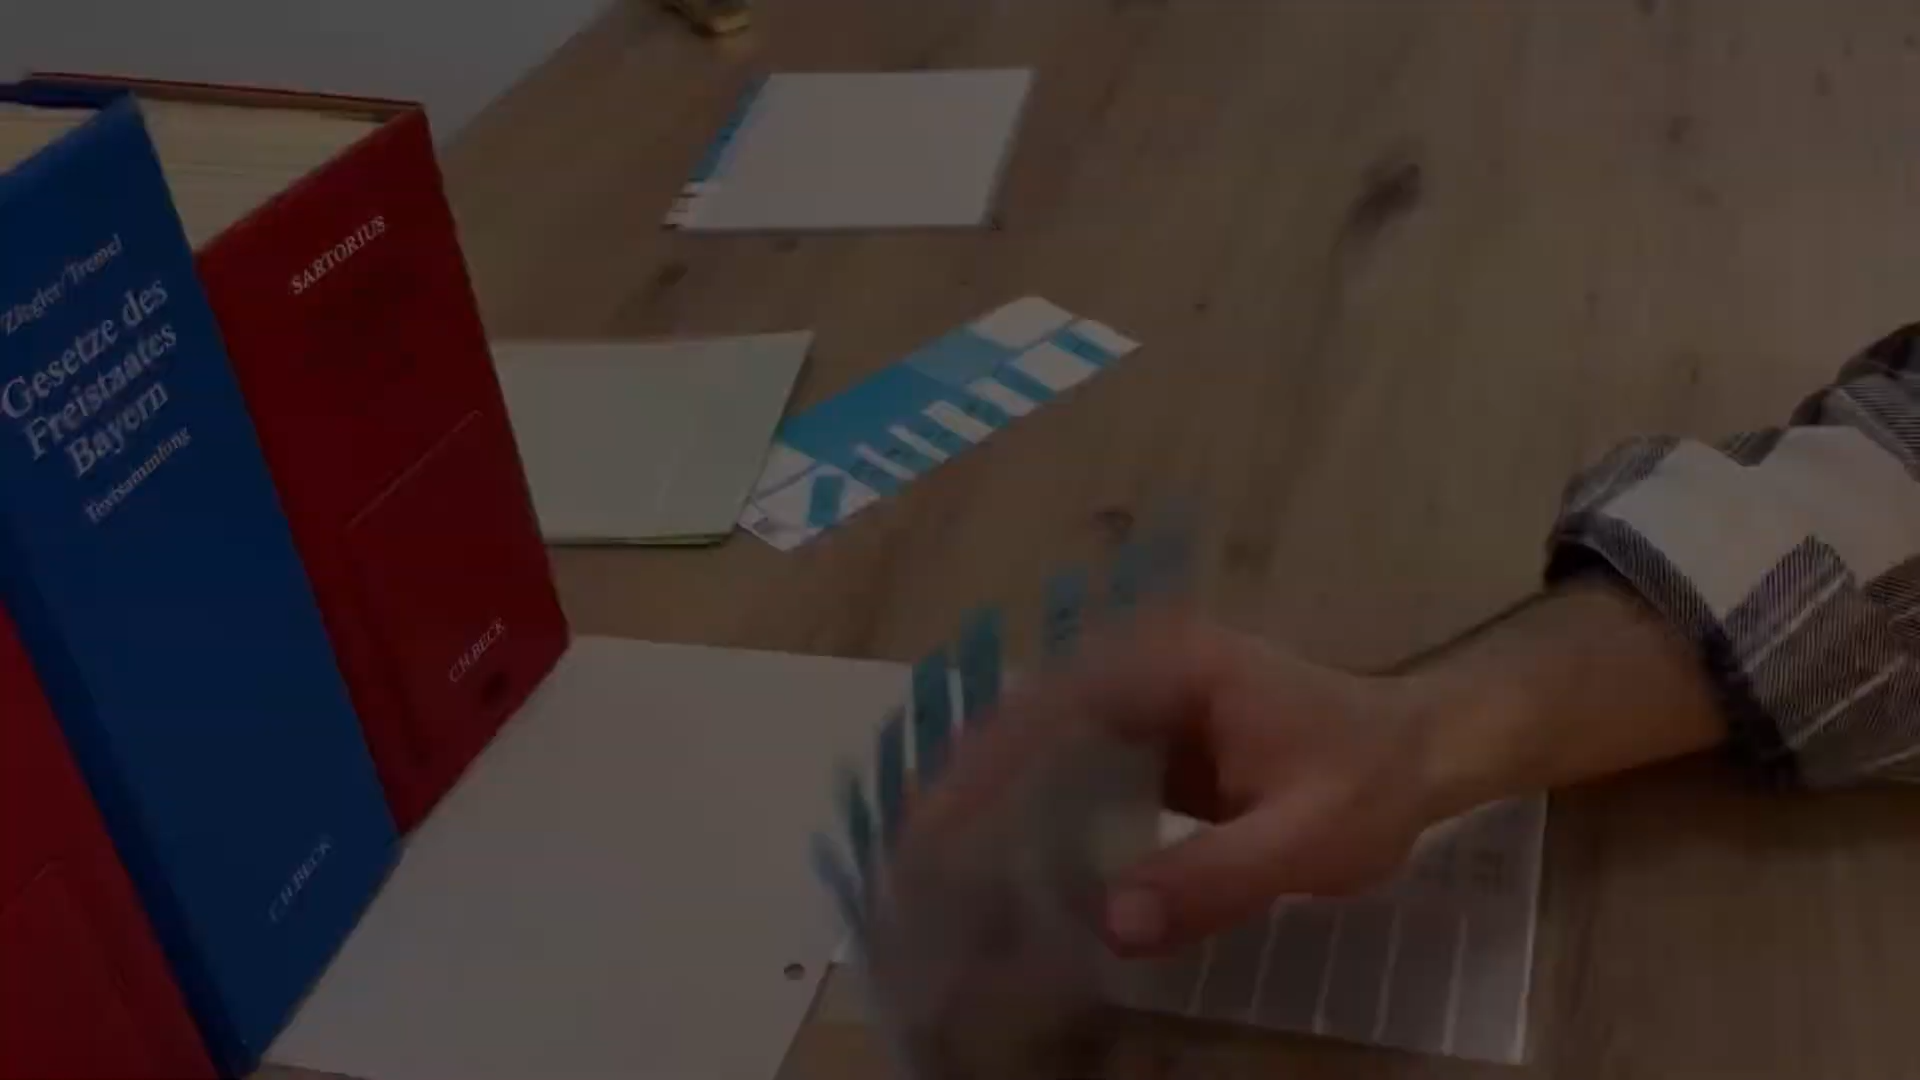 Ziegler/Tremel
Gesetze des
Freistaates
Bayern
Textsammlung
C.H.BECK
SARTORIUS
C.H.BECK